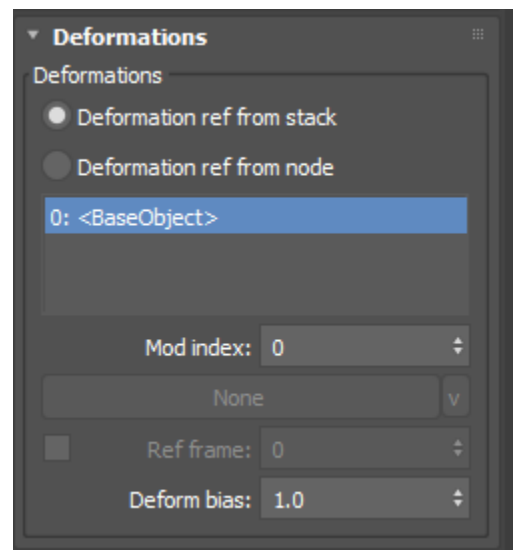 Deformations
Deformations
Deformation ref from stack
Deformation ref from node
0: <BaseObject>
Mod index: 0
None v
Ref frame: 0
Deform bias: 1.0